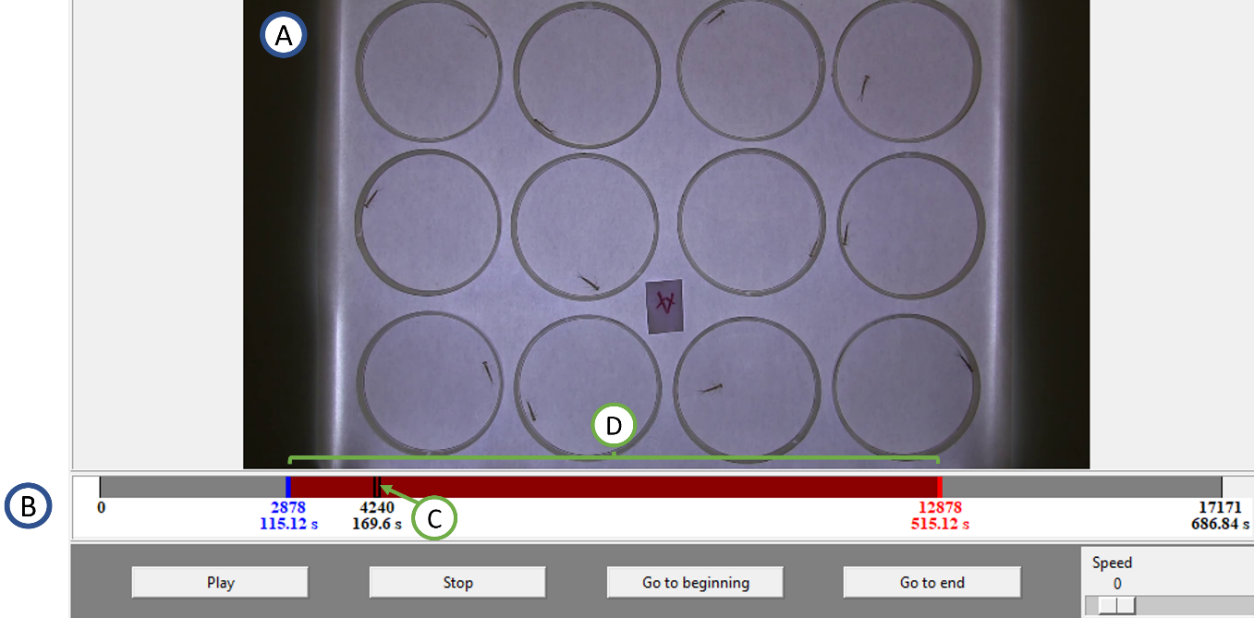 A
XX
D
B
C
0
2878
115.12 s
4240
169.6 s
12878
515.12 s
17171
686.84 s
Play
Stop
Go to beginning
Go to end
Speed
0